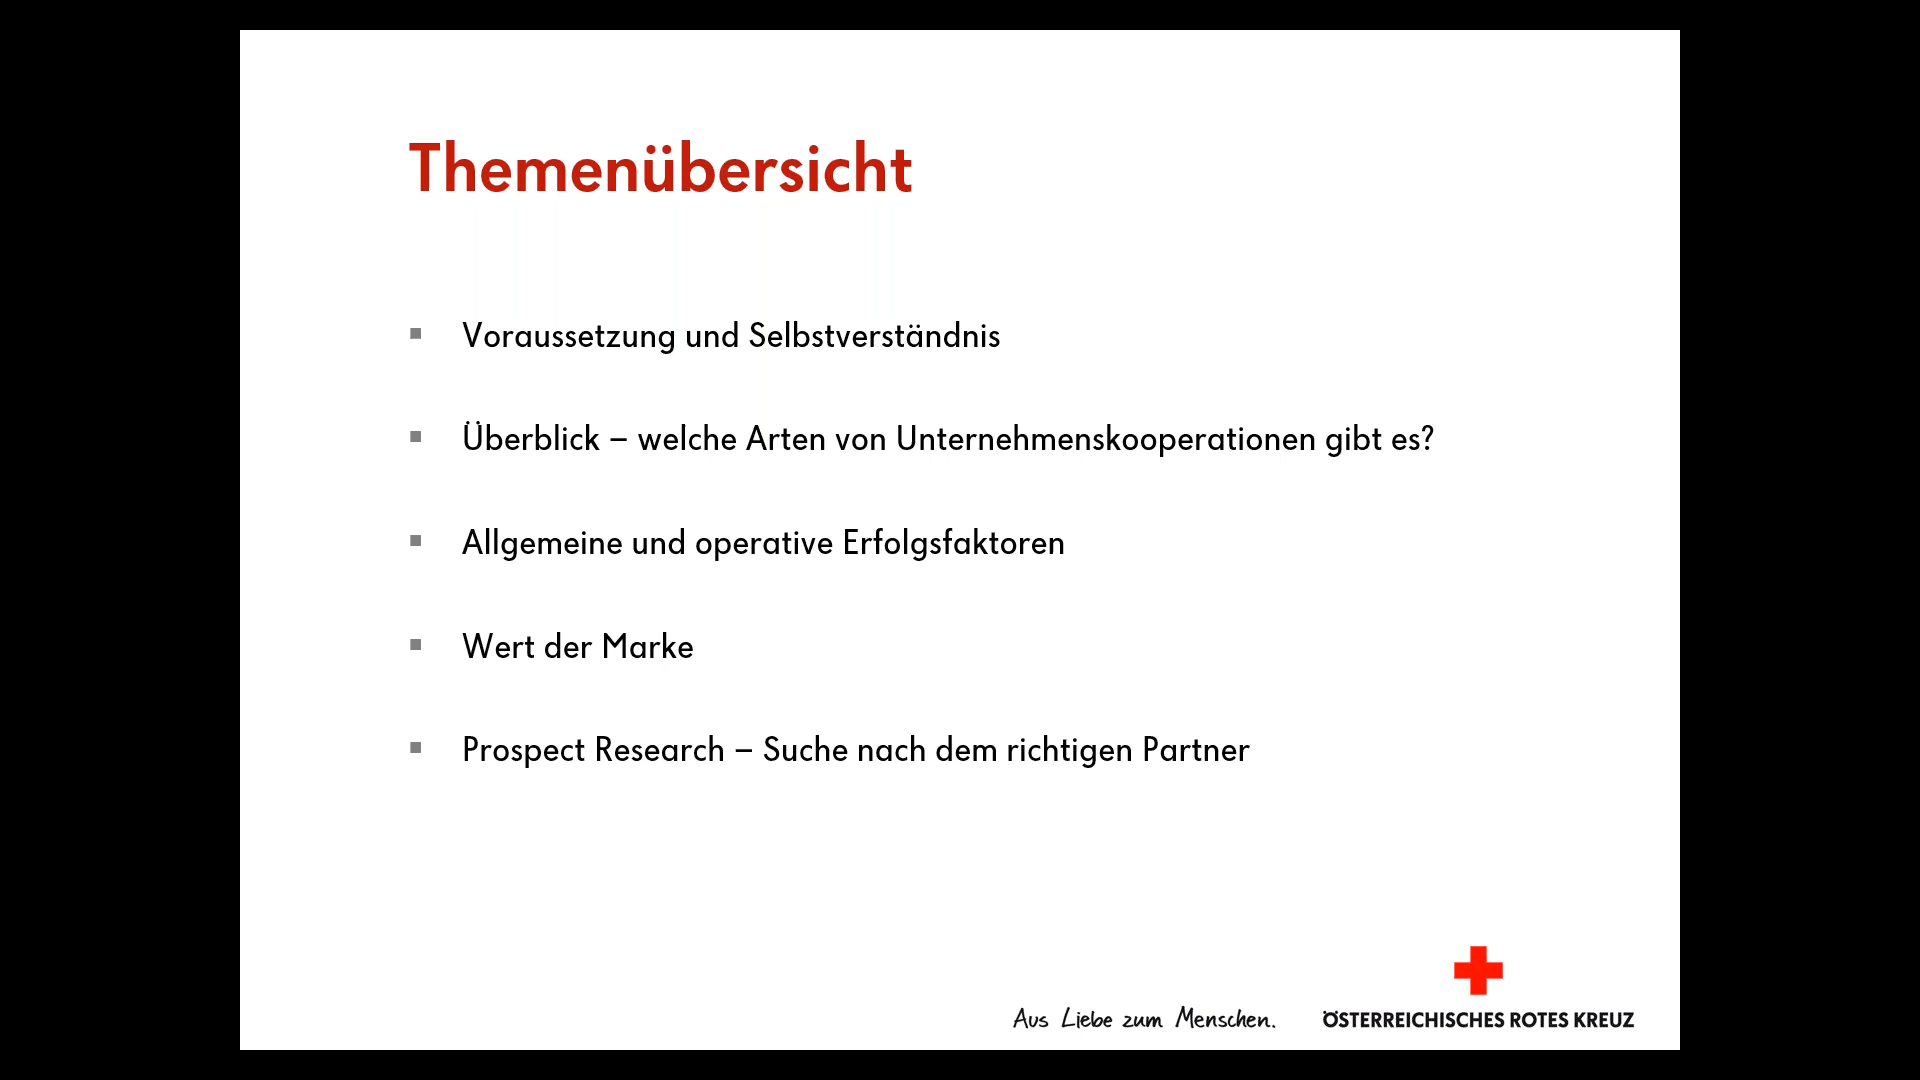 Themenübersicht
Voraussetzung und Selbstverständnis
Überblick – welche Arten von Unternehmenskooperationen gibt es?
Allgemeine und operative Erfolgsfaktoren
Wert der Marke
Prospect Research – Suche nach dem richtigen Partner
Aus Liebe zum Menschen.
ÖSTERREICHISCHES ROTES KREUZ